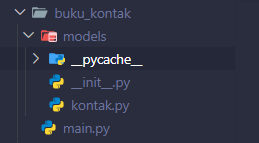 buku_kontak
models
__pycache__
__init__.py
kontak.py
main.py